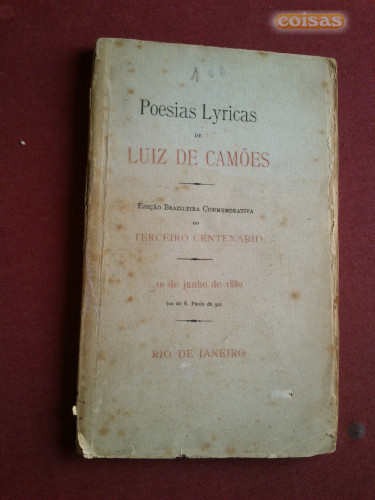 coisas
Poesias Lyricas
DE
LUIZ DE CAMÕES
EDIÇÃO BRAZILEIRA COMMEMORATIVA
DO
TERCEIRO CENTENARIO
10 de junho de 1880
RIO DE JANEIRO